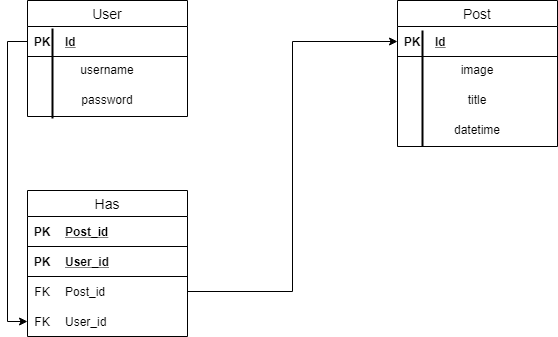 User
PK Id
username
password
Post
PK Id
image
title
datetime
Has
PK Post_id
PK User_id
FK Post_id
FK User_id